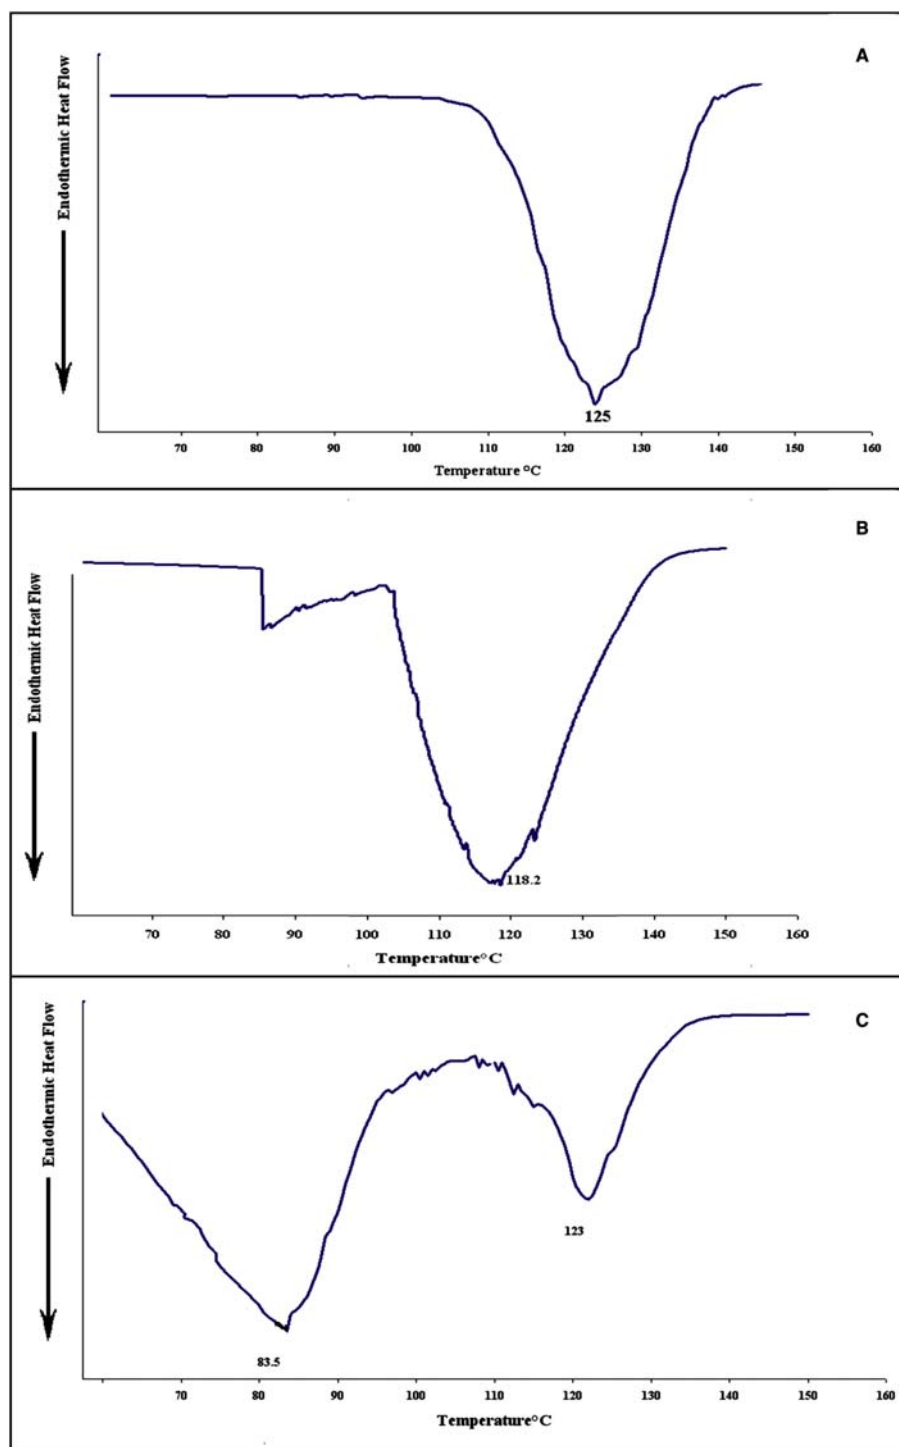 A
Endothermic Heat Flow
125
70 80 90 100 110 120 130 140 150 160
Temperature °C
B
Endothermic Heat Flow
118.2
70 80 90 100 110 120 130 140 150 160
Temperature°C
C
Endothermic Heat Flow
123
83.5
70 80 90 100 110 120 130 140 150 160
Temperature°C